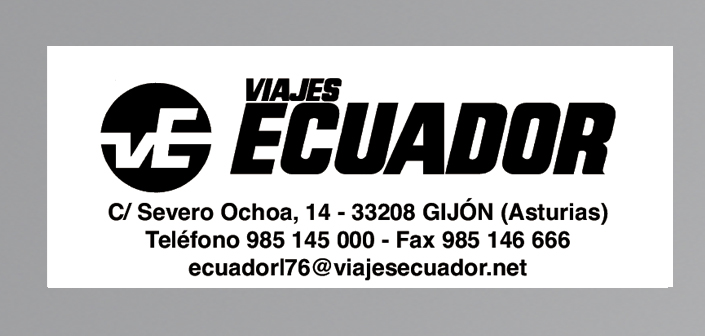 VE
VIAJES
ECUADOR
C/ Severo Ochoa, 14 - 33208 GIJÓN (Asturias)
Teléfono 985 145 000 - Fax 985 146 666
ecuadorl76@viajesecuador.net